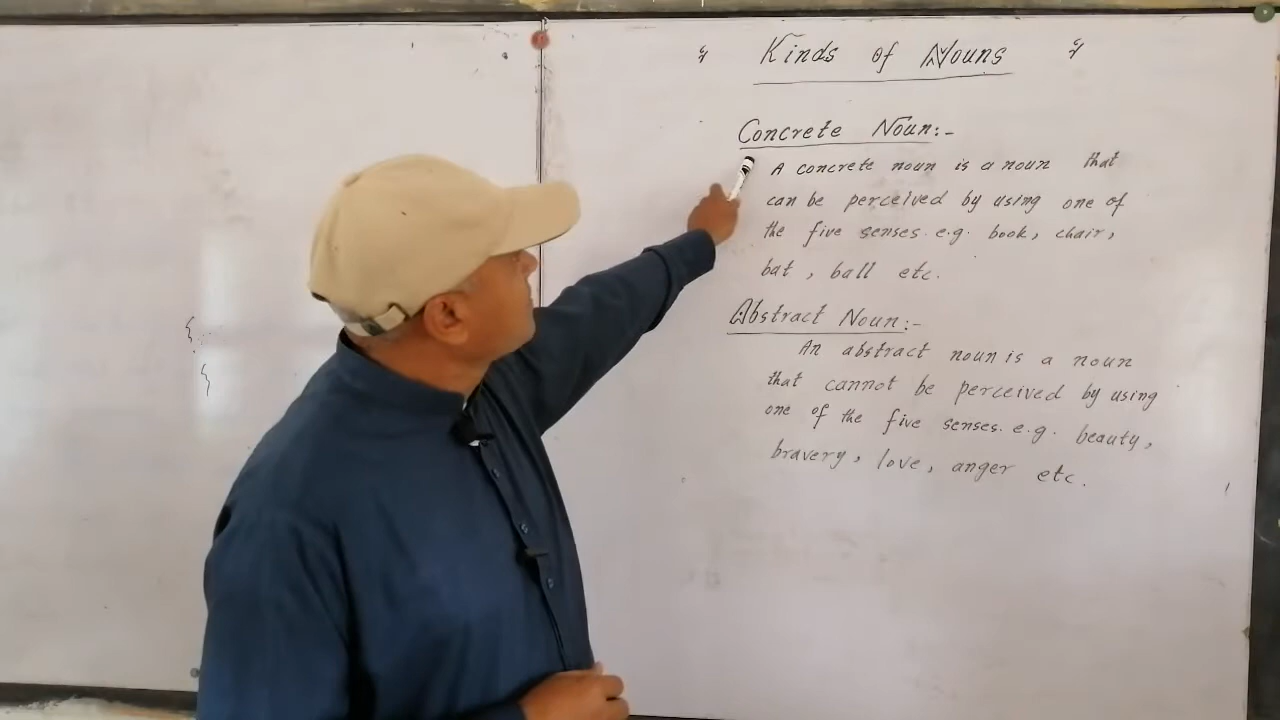 Kinds of Nouns
Concrete Noun:-
A concrete noun is a noun that
can be perceived by using one of
the five senses. e.g. book, chair,
bat, ball etc.
Abstract Noun:-
An abstract noun is a noun
that cannot be perceived by using
one of the five senses. e.g. beauty,
bravery, love, anger etc.